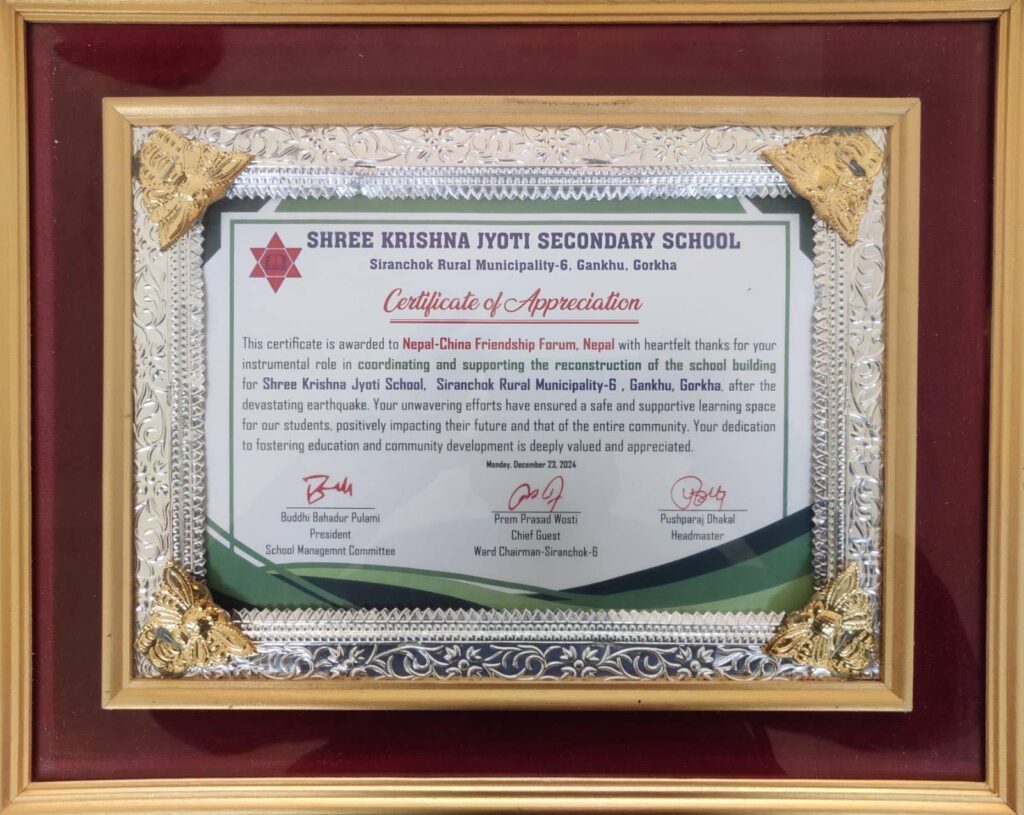 SHREE KRISHNA JYOTI SECONDARY SCHOOL
Siranchok Rural Municipality-6, Gankhu, Gorkha
Certificate of Appreciation
This certificate is awarded to Nepal-China Friendship Forum, Nepal with heartfelt thanks for your
instrumental role in coordinating and supporting the reconstruction of the school building
for Shree Krishna Jyoti School, Siranchok Rural Municipality-6 , Gankhu, Gorkha, after the
devastating earthquake. Your unwavering efforts have ensured a safe and supportive learning space
for our students, positively impacting their future and that of the entire community. Your dedication
to fostering education and community development is deeply valued and appreciated.
Monday, December 23, 2024
Buddhi Bahadur Pulami
President
School Managemnt Committee
Prem Prasad Wosti
Chief Guest
Ward Chairman-Siranchok-6
Pushparaj Dhakal
Headmaster